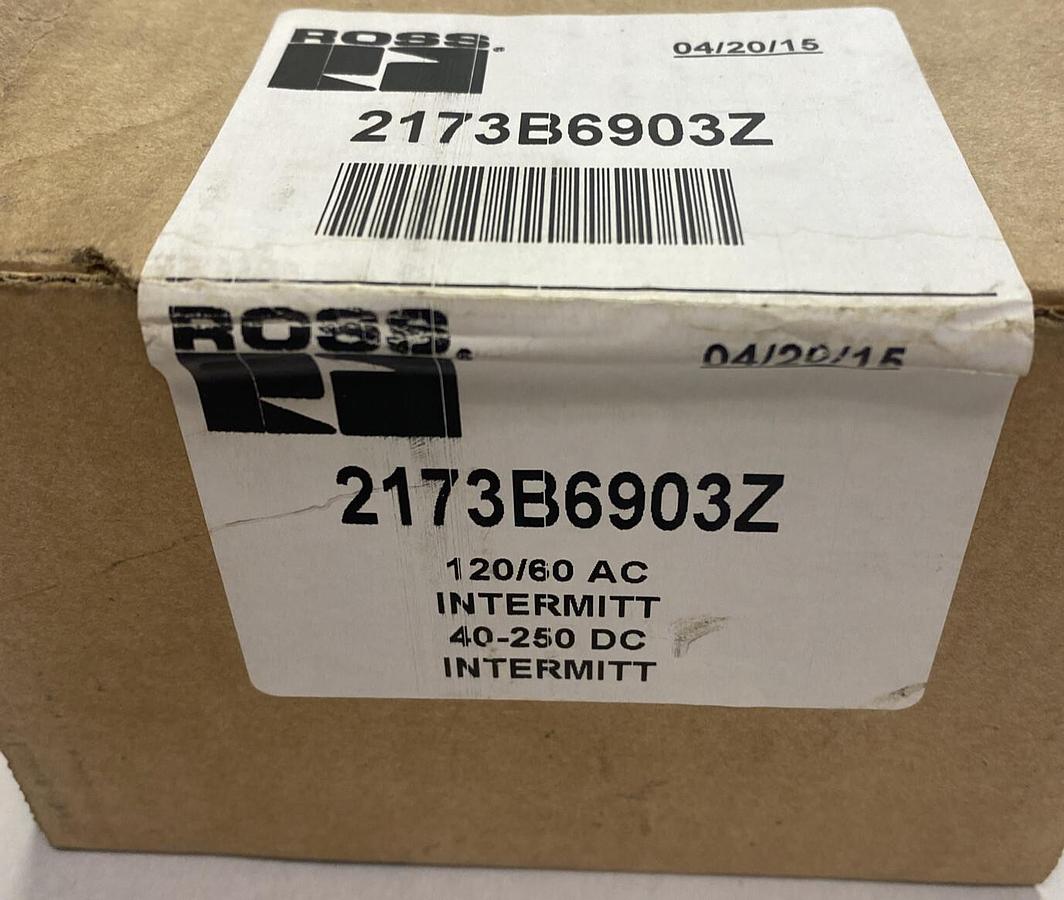 ROSS®
04/20/15
2173B6903Z
ROSS®
04/20/15
2173B6903Z
120/60 AC
INTERMITT
40-250 DC
INTERMITT